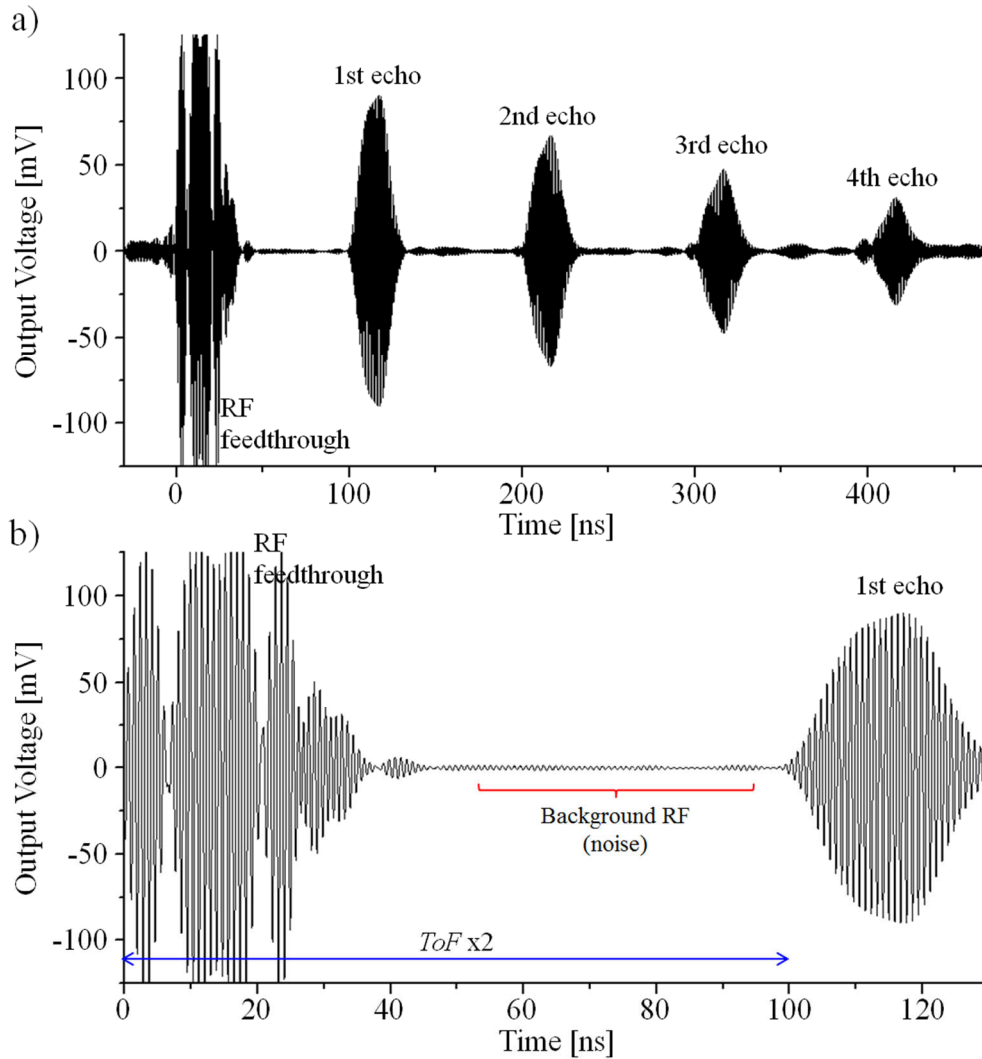 a)
Output Voltage [mV]
100
50
0
-50
-100
1st echo
2nd echo
3rd echo
4th echo
RF
feedthrough
0
100
200
300
400
Time [ns]
b)
Output Voltage [mV]
100
50
0
-50
-100
RF
feedthrough
1st echo
Background RF
(noise)
ToF x2
0
20
40
60
80
100
120
Time [ns]